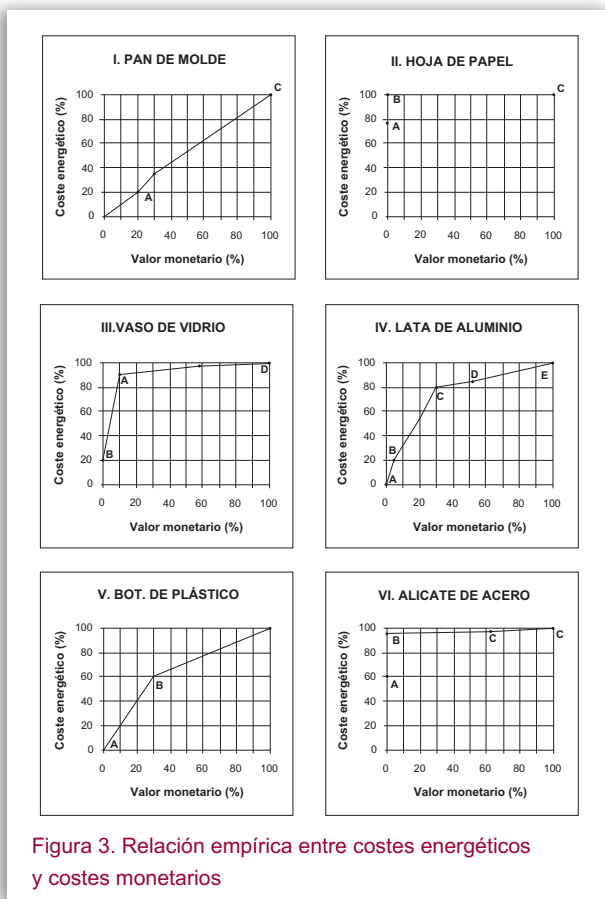 I. PAN DE MOLDE
Coste energético (%)
100
80
60
40
20
0
A
C
0 20 40 60 80 100
Valor monetario (%)
II. HOJA DE PAPEL
Coste energético (%)
100
80
60
40
20
0
B
A
C
0 20 40 60 80 100
Valor monetario (%)
III.VASO DE VIDRIO
Coste energético (%)
100
80
60
40
20
0
A
B
D
0 20 40 60 80 100
Valor monetario (%)
IV. LATA DE ALUMINIO
Coste energético (%)
100
80
60
40
20
0
A
B
C
D
E
0 20 40 60 80 100
Valor monetario (%)
V. BOT. DE PLÁSTICO
Coste energético (%)
100
80
60
40
20
0
A
B
0 20 40 60 80 100
Valor monetario (%)
VI. ALICATE DE ACERO
Coste energético (%)
100
80
60
40
20
0
B
A
C
C
0 20 40 60 80 100
Valor monetario (%)
Figura 3. Relación empírica entre costes energéticos
y costes monetarios